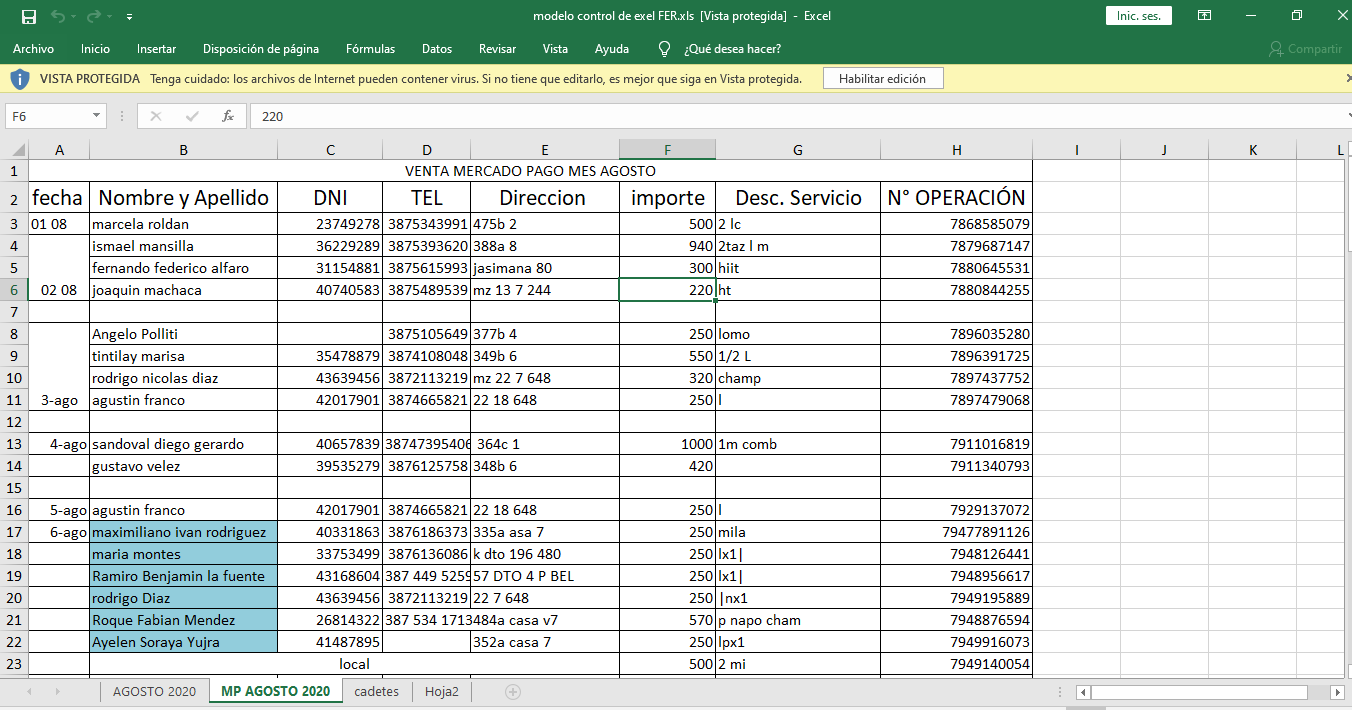 modelo control de exel FER.xls [Vista protegida] - Excel
Inic. ses.
Archivo Inicio Insertar Disposición de página Fórmulas Datos Revisar Vista Ayuda ¿Qué desea hacer? Compartir
VISTA PROTEGIDA Tenga cuidado: los archivos de Internet pueden contener virus. Si no tiene que editarlo, es mejor que siga en Vista protegida. Habilitar edición
F6 fx 220
A B C D E F G H I J K L
1 VENTA MERCADO PAGO MES AGOSTO
2 fecha Nombre y Apellido DNI TEL Direccion importe Desc. Servicio N° OPERACIÓN
3 01 08 marcela roldan 23749278 3875343991 475b 2 500 2 lc 7868585079
4 ismael mansilla 36229289 3875393620 388a 8 940 2taz l m 7879687147
5 fernando federico alfaro 31154881 3875615993 jasimana 80 300 hiit 7880645531
6 02 08 joaquin machaca 40740583 3875489539 mz 13 7 244 220 ht 7880844255
7
8 Angelo Polliti 3875105649 377b 4 250 lomo 7896035280
9 tintilay marisa 35478879 3874108048 349b 6 550 1/2 L 7896391725
10 rodrigo nicolas diaz 43639456 3872113219 mz 22 7 648 320 champ 7897437752
11 3-ago agustin franco 42017901 3874665821 22 18 648 250 l 7897479068
12
13 4-ago sandoval diego gerardo 40657839 38747395406 364c 1 1000 1m comb 7911016819
14 gustavo velez 39535279 3876125758 348b 6 420 7911340793
15
16 5-ago agustin franco 42017901 3874665821 22 18 648 250 l 7929137072
17 6-ago maximiliano ivan rodriguez 40331863 3876186373 335a asa 7 250 mila 79477891126
18 maria montes 33753499 3876136086 k dto 196 480 250 lx1| 7948126441
19 Ramiro Benjamin la fuente 43168604 387 449 5259 57 DTO 4 P BEL 250 lx1| 7948956617
20 rodrigo Diaz 43639456 3872113219 22 7 648 250 |nx1 7949195889
21 Roque Fabian Mendez 26814322 387 534 1713 484a casa v7 570 p napo cham 7948876594
22 Ayelen Soraya Yujra 41487895 352a casa 7 250 lpx1 7949916073
23 local 500 2 mi 7949140054
AGOSTO 2020 MP AGOSTO 2020 cadetes Hoja2